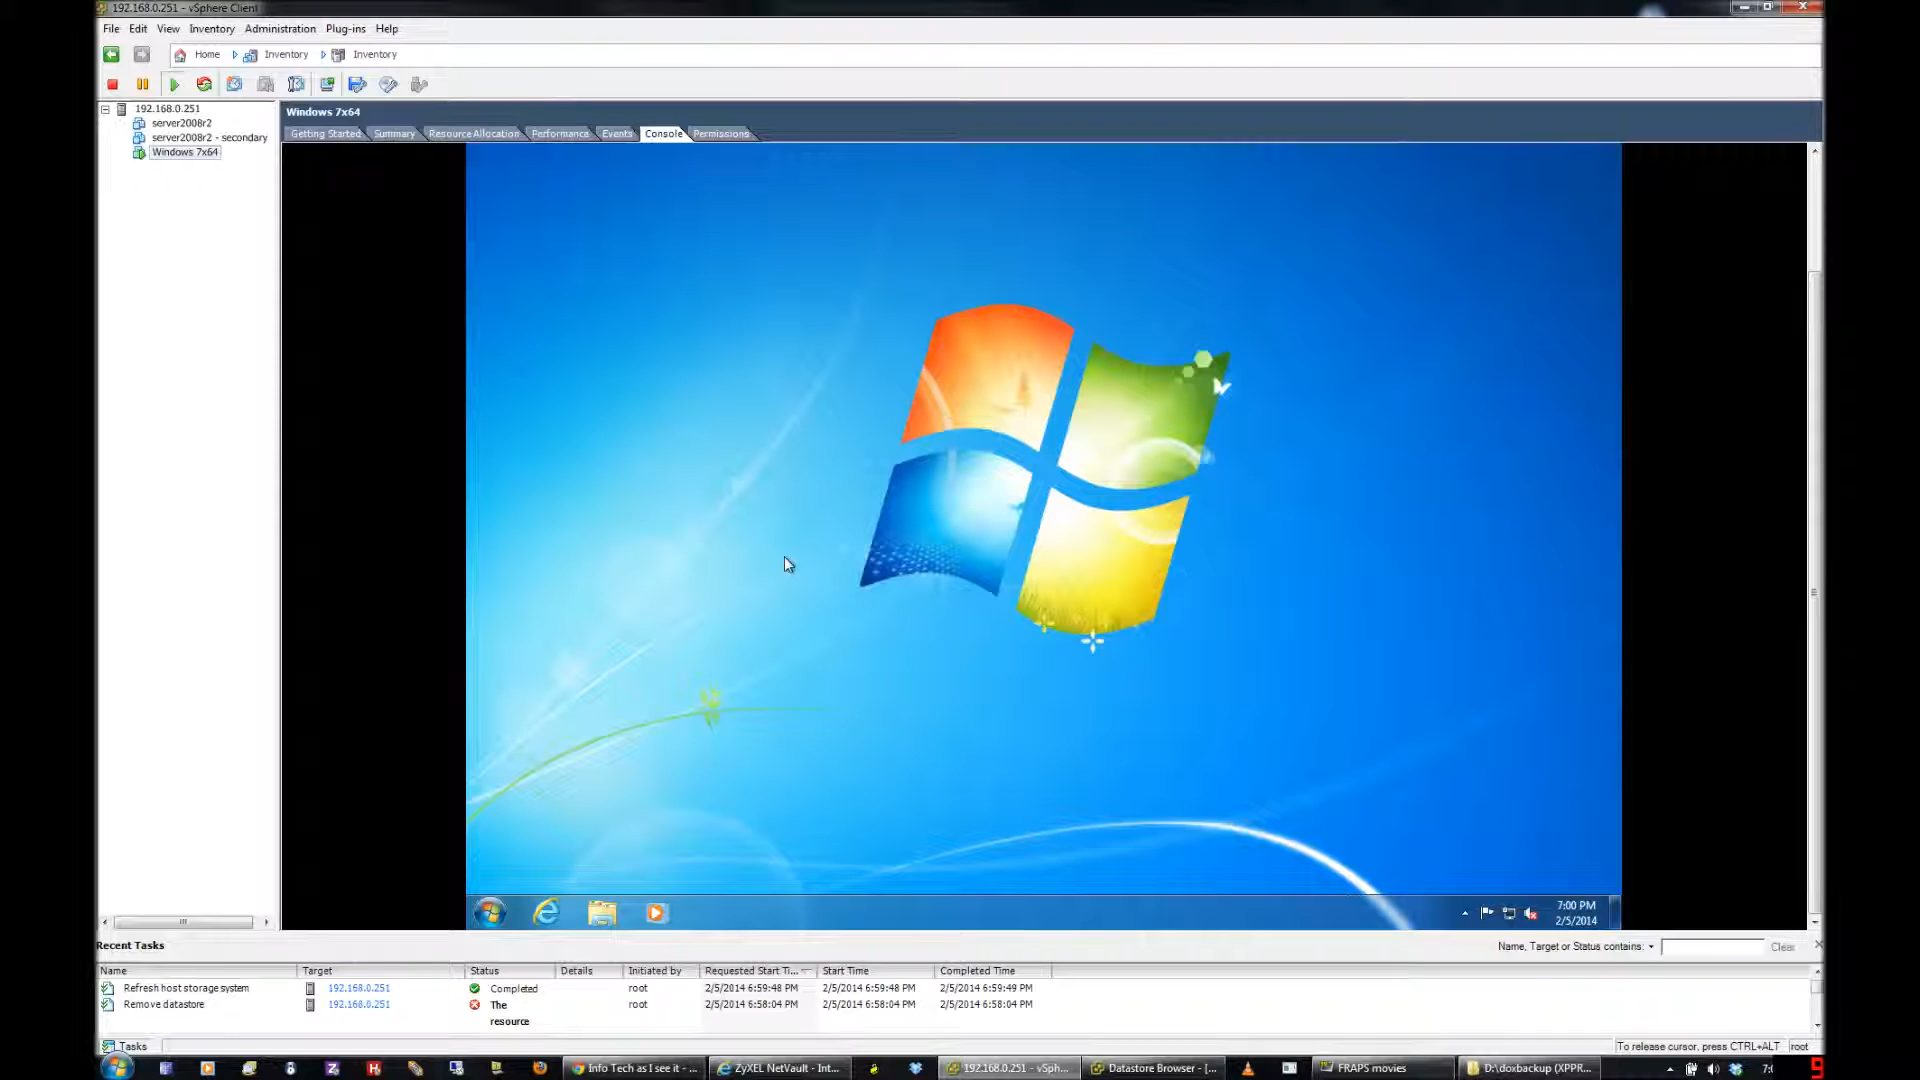 192.168.0.251 - vSphere Client
File Edit View Inventory Administration Plug-ins Help
Home Inventory Inventory
192.168.0.251
server2008r2
server2008r2 - secondary
Windows 7x64
Windows 7x64
Getting Started Summary Resource Allocation Performance Events Console Permissions
7:00 PM
2/5/2014
Recent Tasks
Name, Target or Status contains: Clear
Name Target Status Details Initiated by Requested Start Ti... Start Time Completed Time
Refresh host storage system 192.168.0.251 Completed root 2/5/2014 6:59:48 PM 2/5/2014 6:59:48 PM 2/5/2014 6:59:49 PM
Remove datastore 192.168.0.251 The resource root 2/5/2014 6:58:04 PM 2/5/2014 6:58:04 PM 2/5/2014 6:58:04 PM
Tasks To release cursor, press CTRL+ALT root
Info Tech as I see it - ... ZyXEL NetVault - Int... 192.168.0.251 - vSph... Datastore Browser - [... FRAPS movies D:\doxbackup (XPPR...